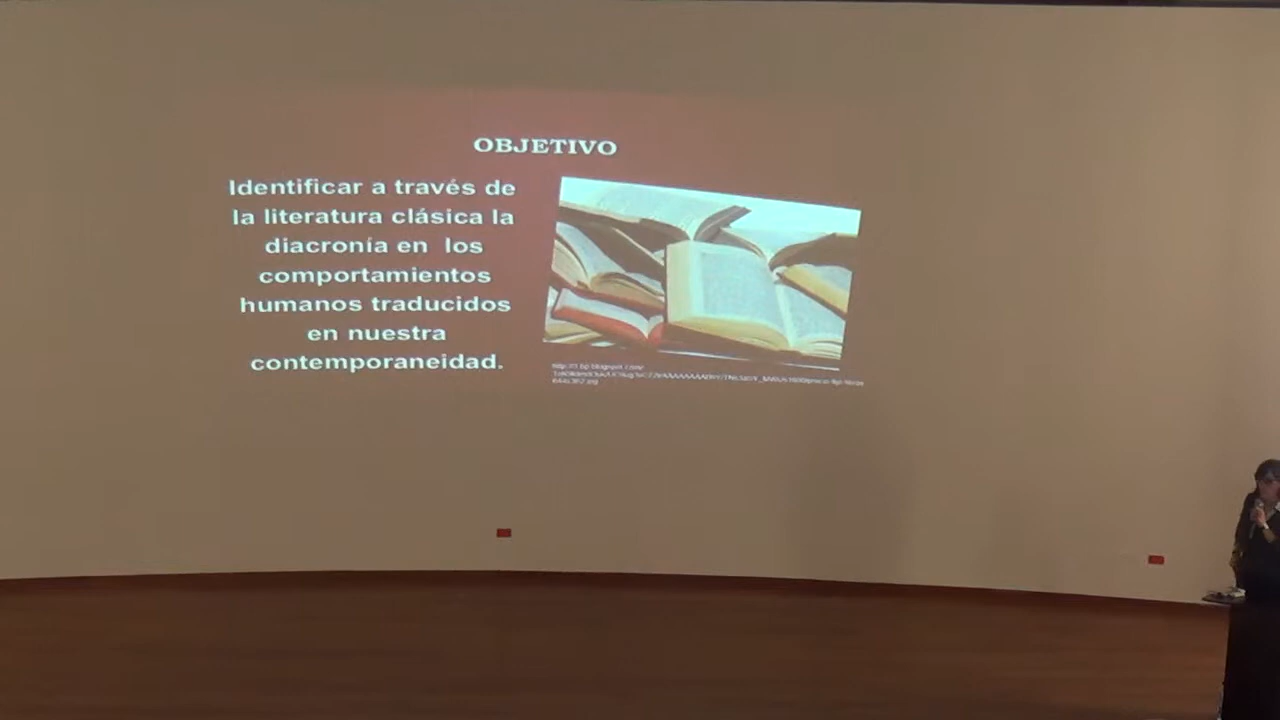 OBJETIVO
Identificar a través de
la literatura clásica la
diacronía en los
comportamientos
humanos traducidos
en nuestra
contemporaneidad.